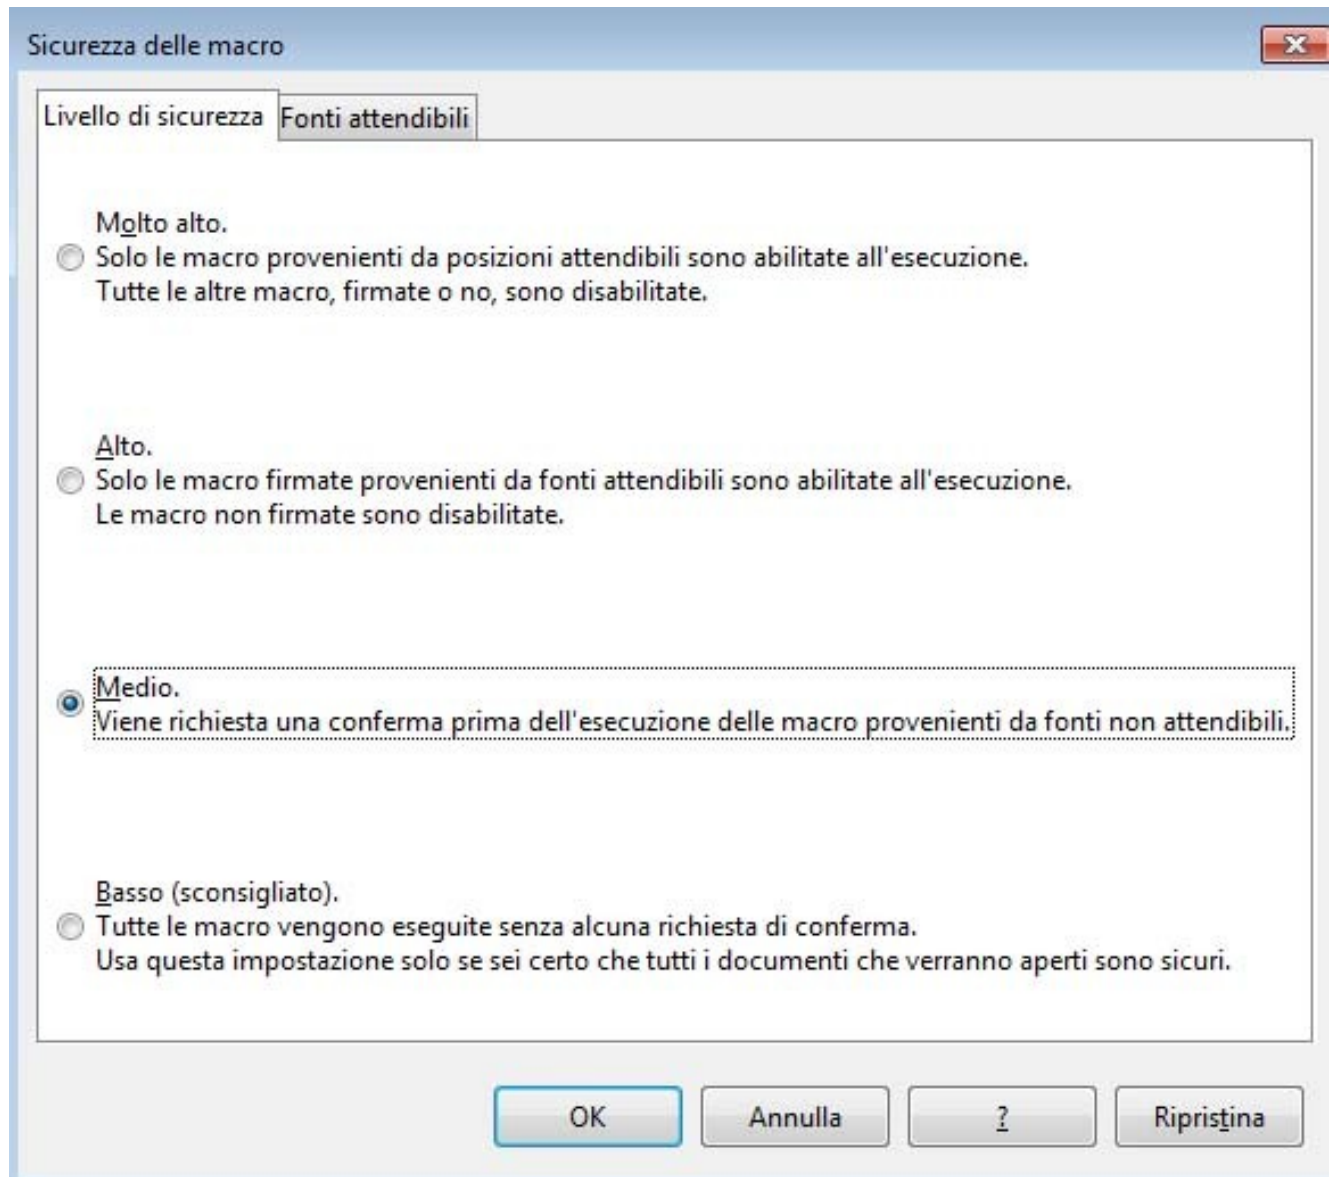 Sicurezza delle macro
Livello di sicurezza
Fonti attendibili
Molto alto.
Solo le macro provenienti da posizioni attendibili sono abilitate all'esecuzione.
Tutte le altre macro, firmate o no, sono disabilitate.
Alto.
Solo le macro firmate provenienti da fonti attendibili sono abilitate all'esecuzione.
Le macro non firmate sono disabilitate.
Medio.
Viene richiesta una conferma prima dell'esecuzione delle macro provenienti da fonti non attendibili.
Basso (sconsigliato).
Tutte le macro vengono eseguite senza alcuna richiesta di conferma.
Usa questa impostazione solo se sei certo che tutti i documenti che verranno aperti sono sicuri.
OK
Annulla
?
Ripristina